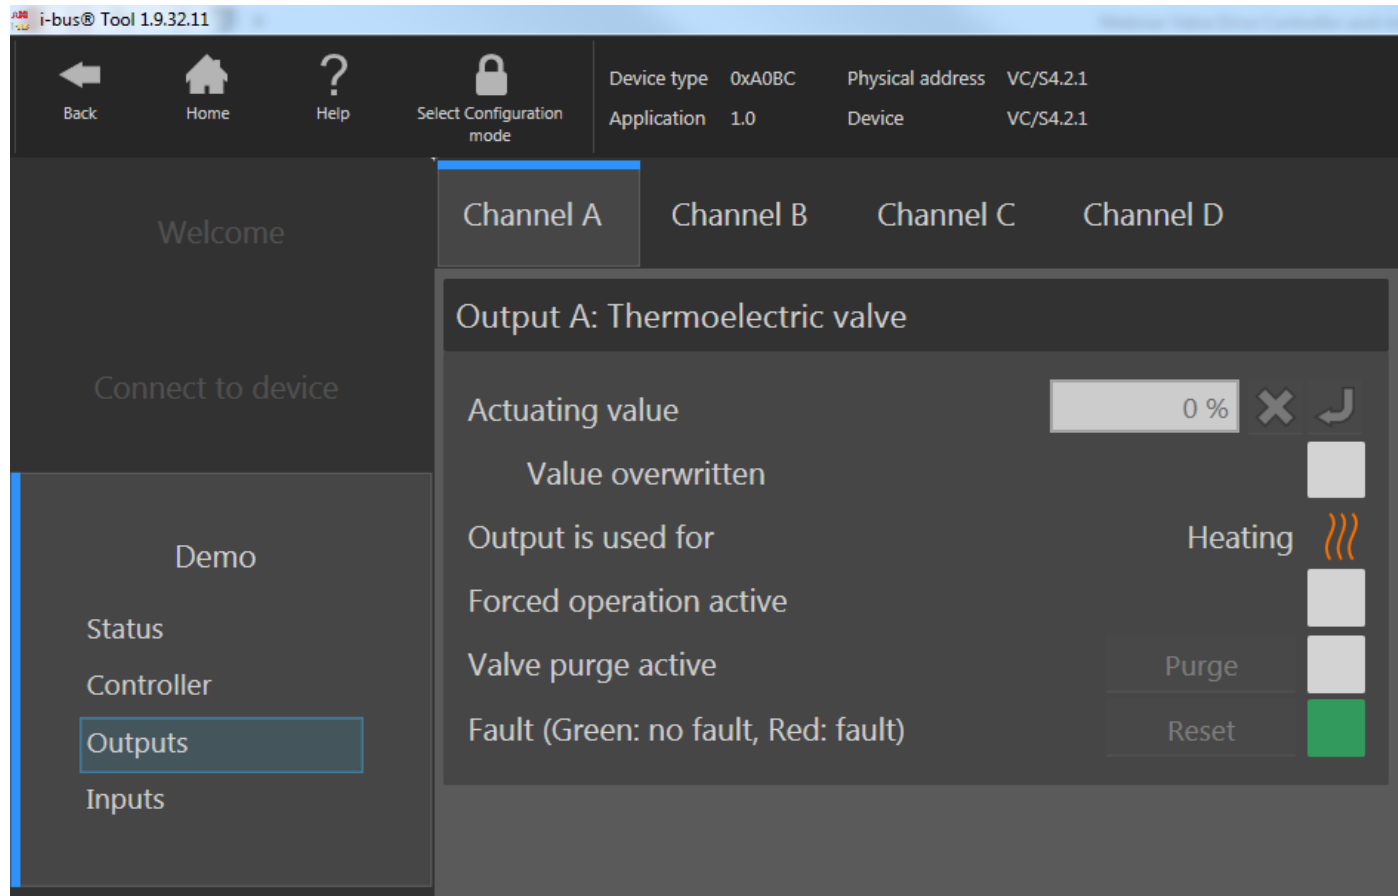 i-bus® Tool 1.9.32.11
Back
Home
Help
Select Configuration
mode
Device type 0xA0BC Physical address VC/S4.2.1
Application 1.0 Device VC/S4.2.1
Welcome
Connect to device
Demo
Status
Controller
Outputs
Inputs
Channel A Channel B Channel C Channel D
Output A: Thermoelectric valve
Actuating value 0 %
Value overwritten
Output is used for Heating
Forced operation active
Valve purge active Purge
Fault (Green: no fault, Red: fault) Reset